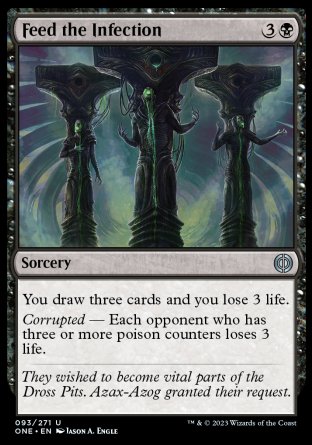 Feed the Infection 3
Sorcery
You draw three cards and you lose 3 life.
Corrupted — Each opponent who has
three or more poison counters loses 3
life.
They wished to become vital parts of the
Dross Pits. Azax-Azog granted their request.
093/271 U
ONE • EN Jason A. Engle
™ & © 2023 Wizards of the Coast